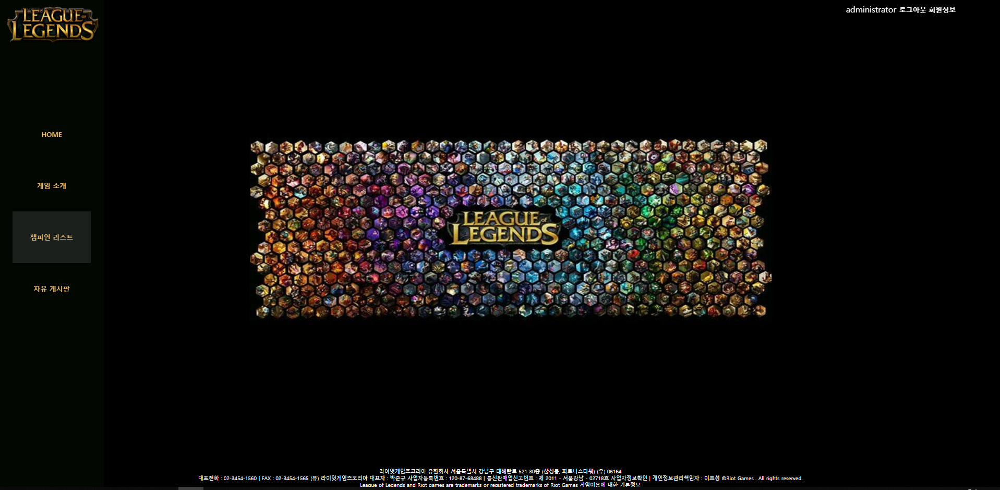 LEAGUE OF LEGENDS
administrator 로그아웃 회원정보
HOME
게임 소개
챔피언 리스트
자유 게시판
LEAGUE of LEGENDS
라이엇게임즈코리아 유한회사 서울특별시 강남구 테헤란로 521 30층 (삼성동, 파르나스타워) (우) 06164
대표전화 : 02-3454-1560 | FAX : 02-3454-1565 (유) 라이엇게임즈코리아 대표자 : 박준규 사업자등록번호 : 120-87-68488 | 통신판매업신고번호 : 제 2011 - 서울강남 - 02718호 사업자정보확인 | 개인정보관리책임자 : 이효성 ©Riot Games . All rights reserved.
League of Legends and Riot games are trademarks or registered trademarks of Riot Games 게임이용에 대한 기본정보